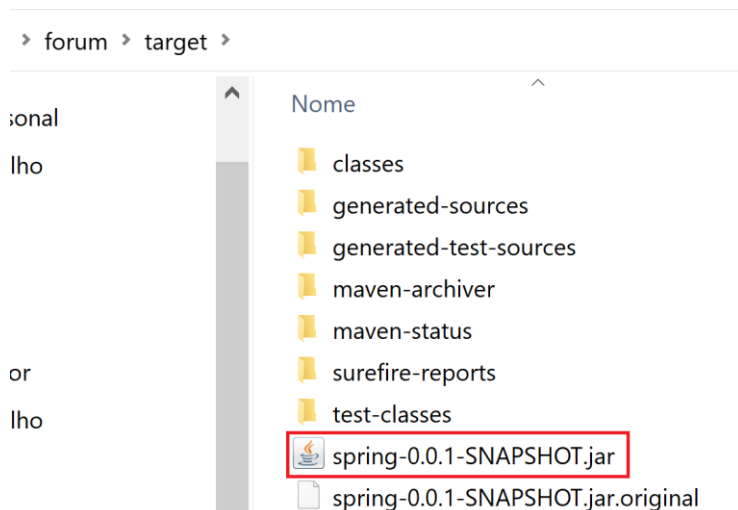 > forum > target >
sonal
lho
or
lho
Nome
classes
generated-sources
generated-test-sources
maven-archiver
maven-status
surefire-reports
test-classes
spring-0.0.1-SNAPSHOT.jar
spring-0.0.1-SNAPSHOT.jar.original